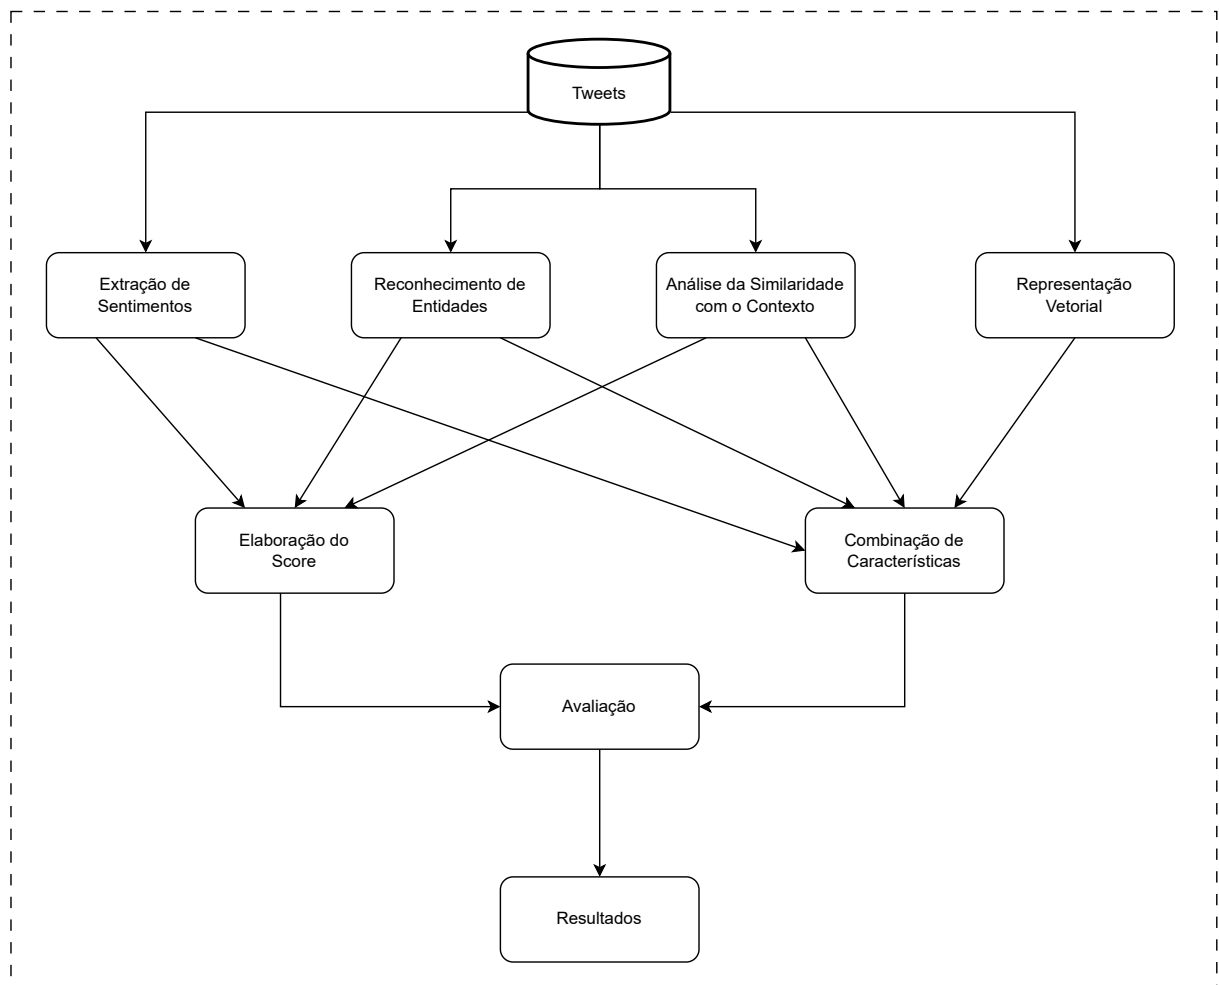 Tweets
Extração de
Sentimentos
Reconhecimento de
Entidades
Análise da Similaridade
com o Contexto
Representação
Vetorial
Elaboração do
Score
Combinação de
Características
Avaliação
Resultados